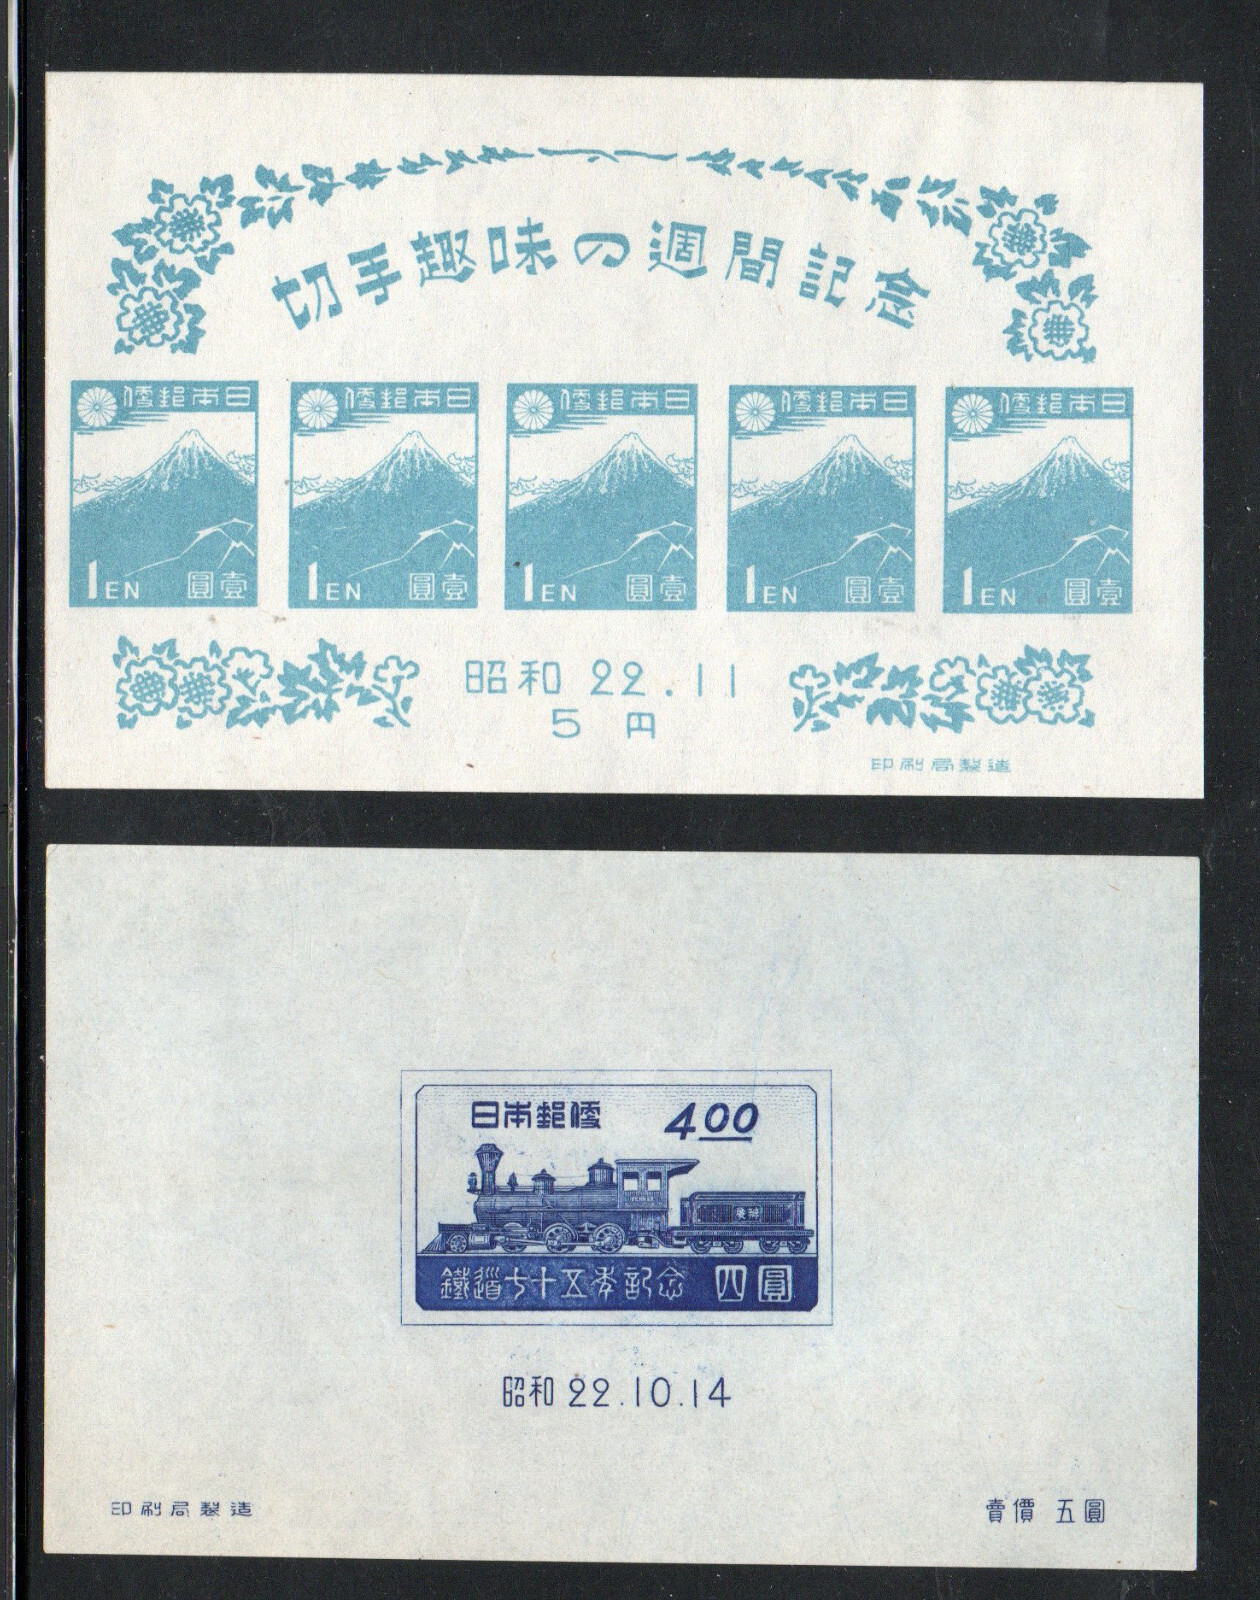 切手趣味の週間記念
日本郵便
1EN 壹圓
日本郵便
1EN 壹圓
日本郵便
1EN 壹圓
日本郵便
1EN 壹圓
日本郵便
1EN 壹圓
昭和 22.11
5 円
印刷局製造
日本郵便 4.00
鐵道七十五年記念 四圓
昭和 22.10.14
印刷局製造
賣價 五圓